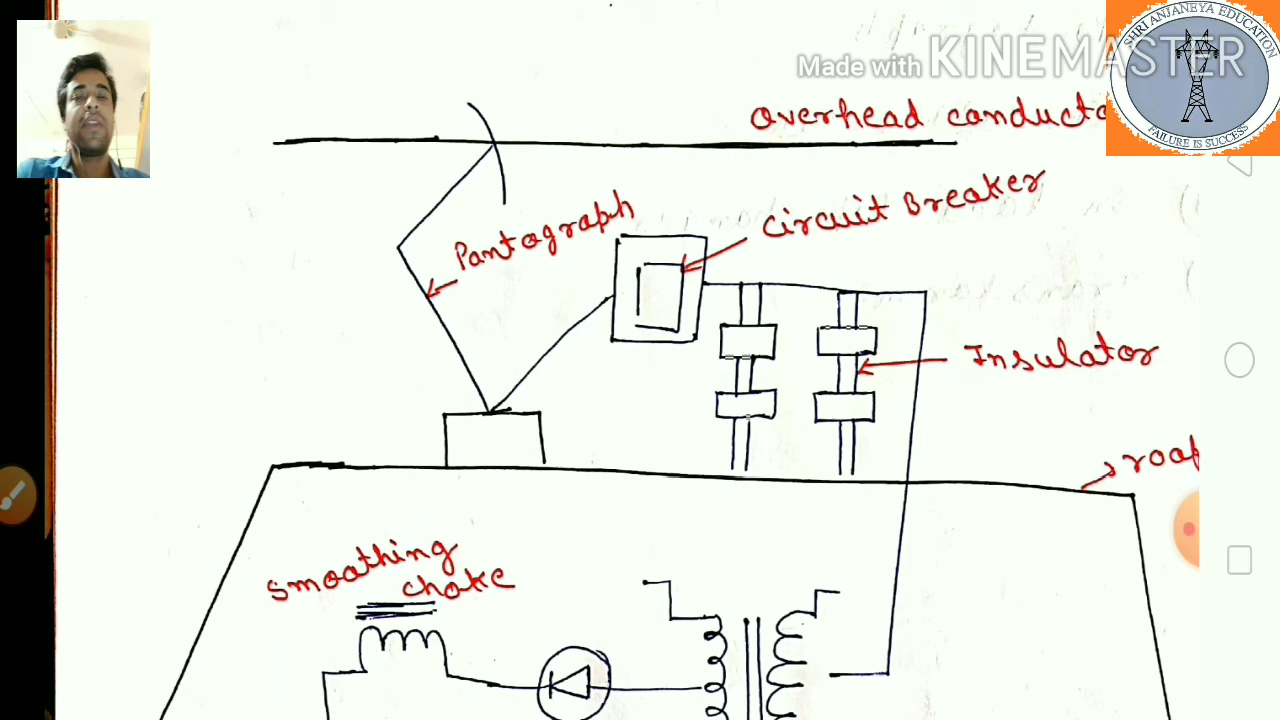 Made with KINEMASTER
SHRI ANJANEYA EDUCATION
FAILURE IS SUCCESS
overhead conducto
Circuit Breaker
Pantograph
Insulator
roof
smoothing
choke